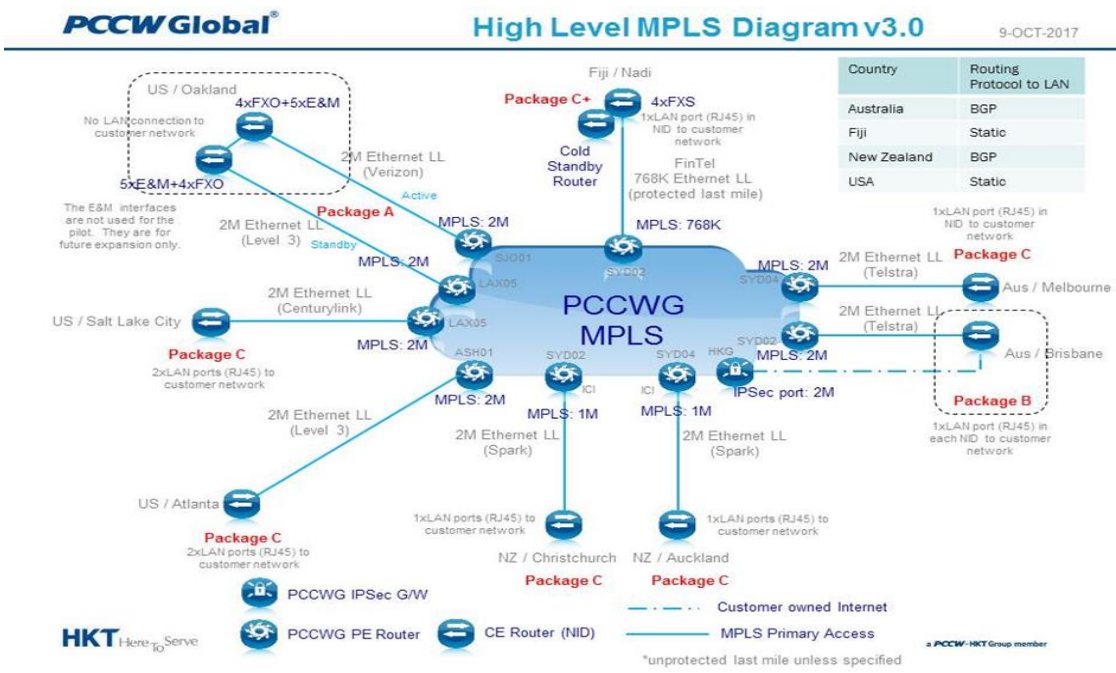 PCCW Global®
High Level MPLS Diagram v3.0
9-OCT-2017
Country
Routing
Protocol to LAN
Australia
BGP
Fiji
Static
New Zealand
BGP
USA
Static
US / Oakland
4xFXO+5xE&M
No LAN connection to
customer network
5xE&M+4xFXO
The E&M interfaces
are not used for the
pilot. They are for
future expansion only.
2M Ethernet LL
(Verizon)
Active
Package A
2M Ethernet LL
(Level 3)
Standby
MPLS: 2M
SJO01
MPLS: 2M
LAX05
Fiji / Nadi
Package C+
4xFXS
1xLAN port (RJ45) in
NID to customer
network
Cold
Standby
Router
FinTel
768K Ethernet LL
(protected last mile)
MPLS: 768K
SYD02
1xLAN port (RJ45) in
NID to customer
network
Package C
MPLS: 2M
SYD04
2M Ethernet LL
(Telstra)
Aus / Melbourne
2M Ethernet LL
(Telstra)
SYD02
MPLS: 2M
Aus / Brisbane
HKG
IPSec port: 2M
Package B
1xLAN port (RJ45) in
each NID to customer
network
PCCWG
MPLS
2M Ethernet LL
(Centurylink)
US / Salt Lake City
LAX05
MPLS: 2M
Package C
2xLAN ports (RJ45) to
customer network
ASH01
MPLS: 2M
2M Ethernet LL
(Level 3)
US / Atlanta
Package C
2xLAN ports (RJ45) to
customer network
SYD02
ICI
MPLS: 1M
2M Ethernet LL
(Spark)
1xLAN ports (RJ45) to
customer network
NZ / Christchurch
Package C
SYD04
ICI
MPLS: 1M
2M Ethernet LL
(Spark)
1xLAN ports (RJ45) to
customer network
NZ / Auckland
Package C
PCCWG IPSec G/W
PCCWG PE Router
CE Router (NID)
Customer owned Internet
MPLS Primary Access
*unprotected last mile unless specified
HKT Here To Serve
a PCCW-HKT Group member